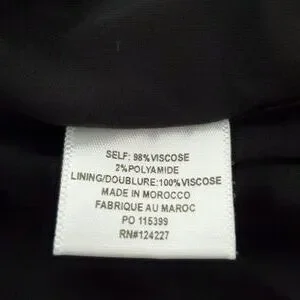 SELF: 98%VISCOSE
2%POLYAMIDE
LINING/DOUBLURE:100%VISCOSE
MADE IN MOROCCO
FABRIQUE AU MAROC
PO 115399
RN#124227